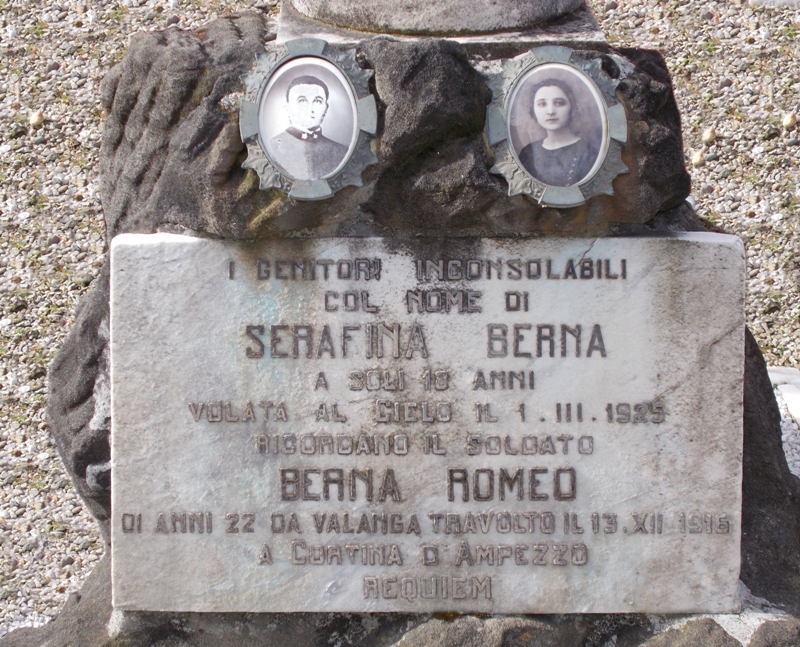 I GENITORI INCONSOLABILI
COL NOME DI
SERAFINA BERNA
A SOLI 18 ANNI
VOLATA AL CIELO IL 1.III.1925
RICORDANO IL SOLDATO
BERNA ROMEO
DI ANNI 22 DA VALANGA TRAVOLTO IL 13.XII.1916
A CORTINA D'AMPEZZO
REQUIEM